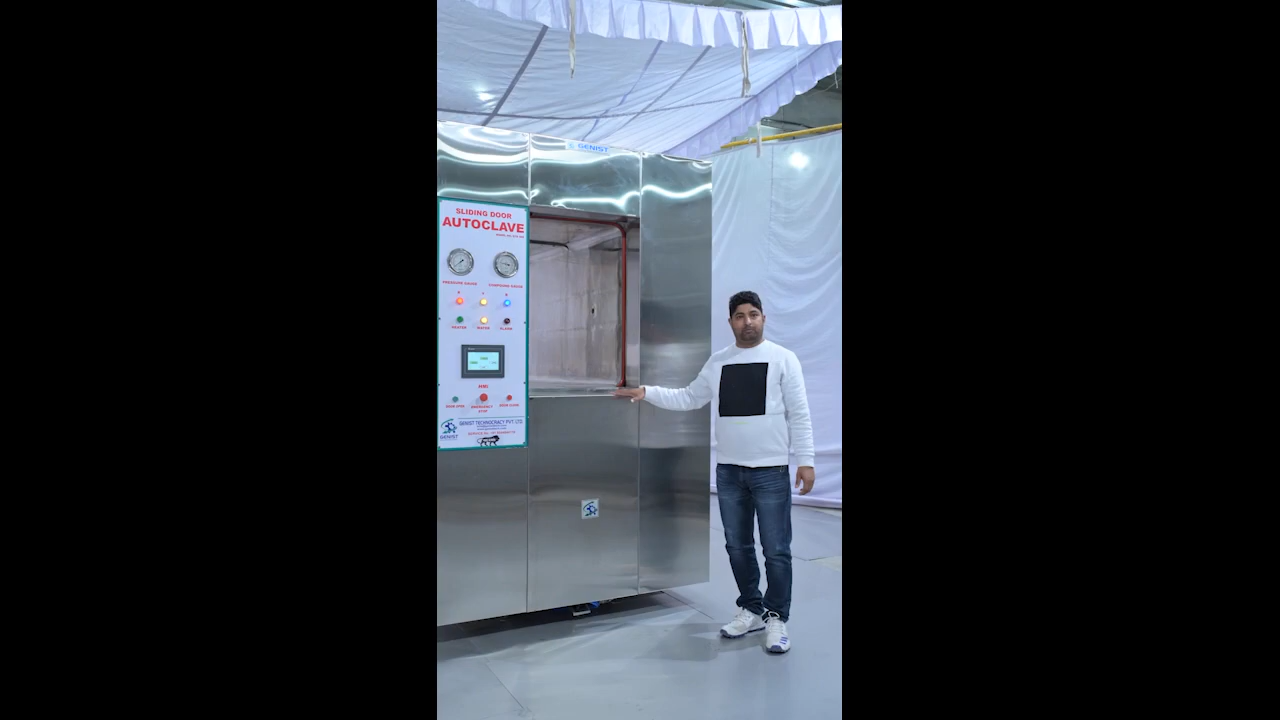 GENIST
SLIDING DOOR
AUTOCLAVE
PRESSURE GAUGE
COMPOUND GAUGE
R Y B
HEATER WATER ALARM
HMI
DOOR OPEN
EMERGENCY
STOP
DOOR CLOSE
GENIST TECHNOCRACY PVT. LTD
GENIST